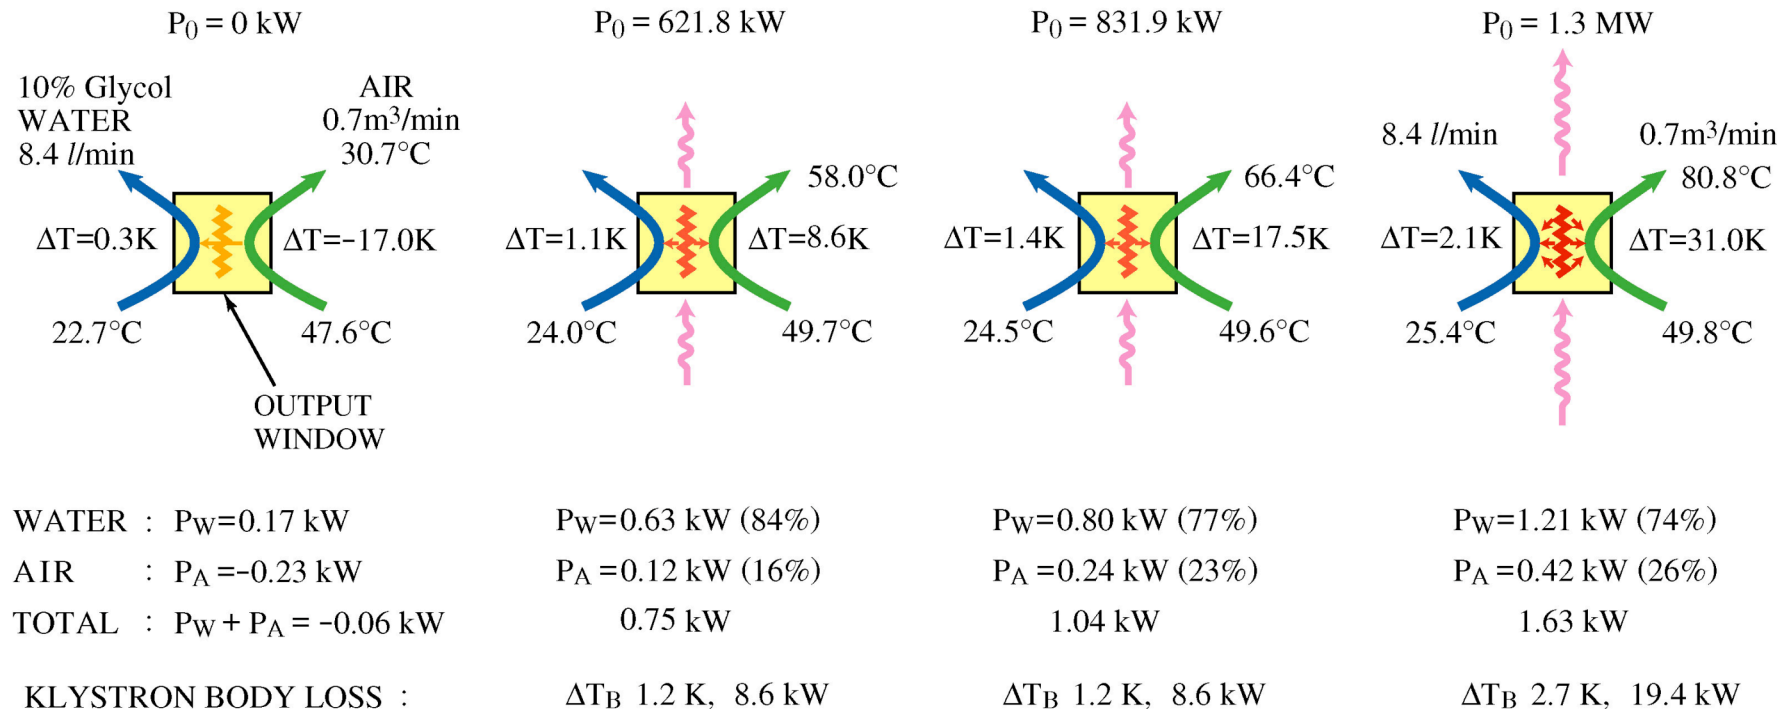 P0 = 0 kW
P0 = 621.8 kW
P0 = 831.9 kW
P0 = 1.3 MW
10% Glycol
WATER
8.4 l/min
AIR
0.7m³/min
30.7°C
ΔT=0.3K
ΔT=-17.0K
22.7°C
47.6°C
OUTPUT
WINDOW
58.0°C
ΔT=1.1K
ΔT=8.6K
24.0°C
49.7°C
66.4°C
ΔT=1.4K
ΔT=17.5K
24.5°C
49.6°C
8.4 l/min
0.7m³/min
80.8°C
ΔT=2.1K
ΔT=31.0K
25.4°C
49.8°C
WATER : PW=0.17 kW
PW=0.63 kW (84%)
PW=0.80 kW (77%)
PW=1.21 kW (74%)
AIR : PA=-0.23 kW
PA=0.12 kW (16%)
PA=0.24 kW (23%)
PA=0.42 kW (26%)
TOTAL : PW + PA = -0.06 kW
0.75 kW
1.04 kW
1.63 kW
KLYSTRON BODY LOSS :
ΔTB 1.2 K, 8.6 kW
ΔTB 1.2 K, 8.6 kW
ΔTB 2.7 K, 19.4 kW